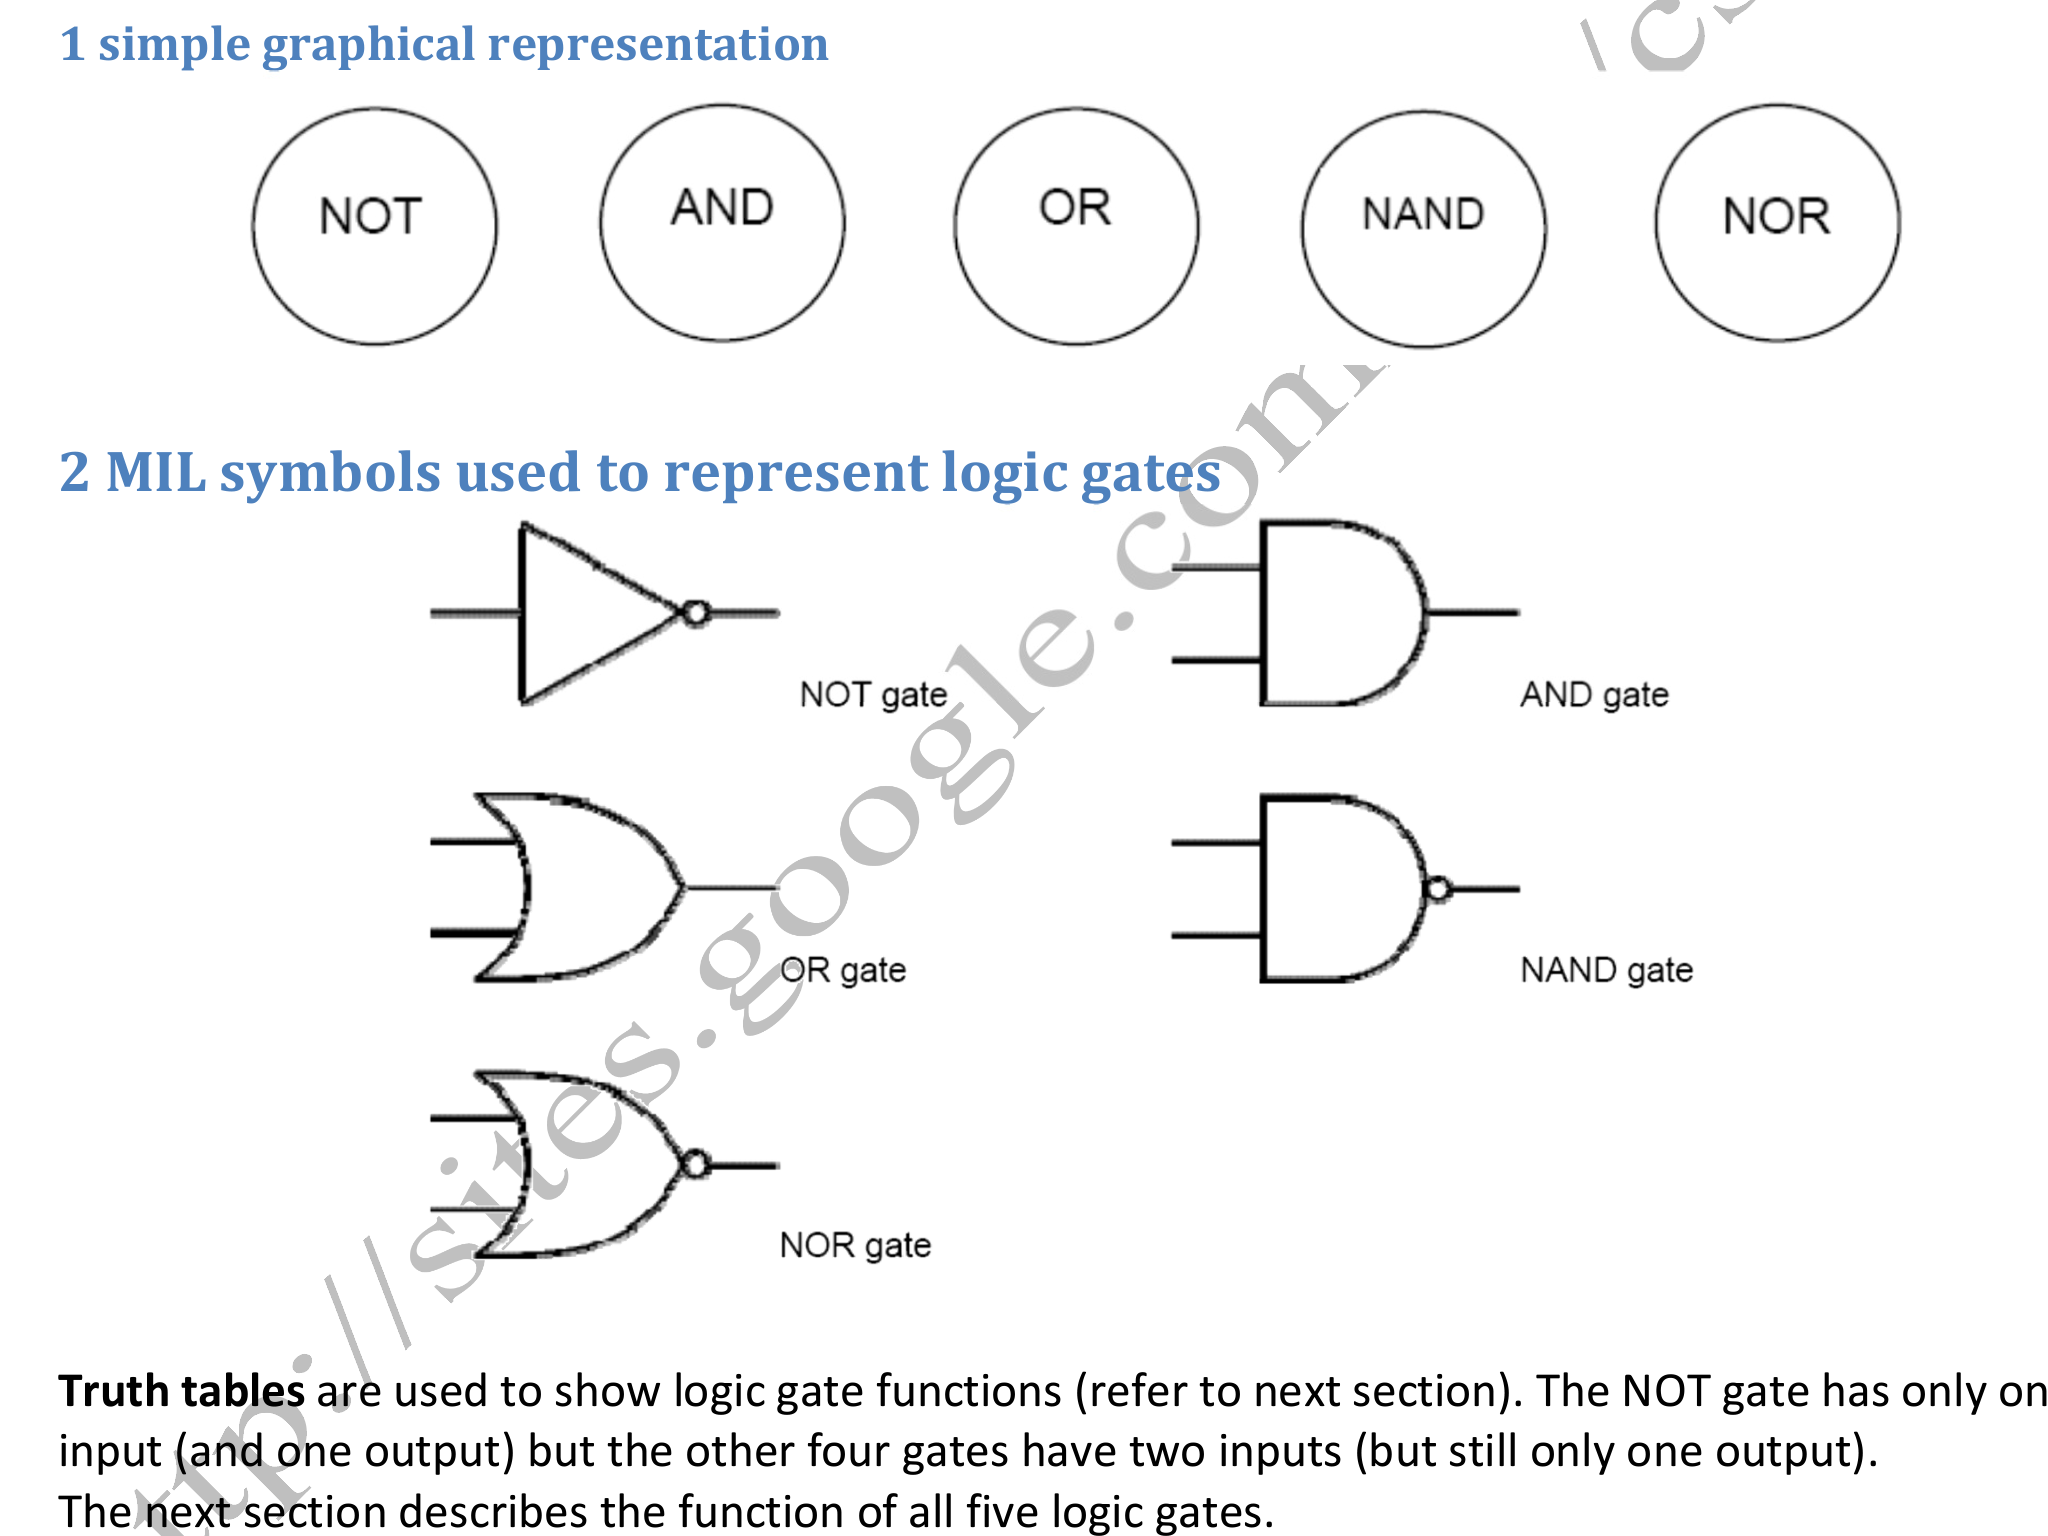 1 simple graphical representation
NOT AND OR NAND NOR
2 MIL symbols used to represent logic gates
NOT gate
AND gate
OR gate
NAND gate
NOR gate
Truth tables are used to show logic gate functions (refer to next section). The NOT gate has only on
input (and one output) but the other four gates have two inputs (but still only one output).
The next section describes the function of all five logic gates.
ttp://sites.google.com/cs